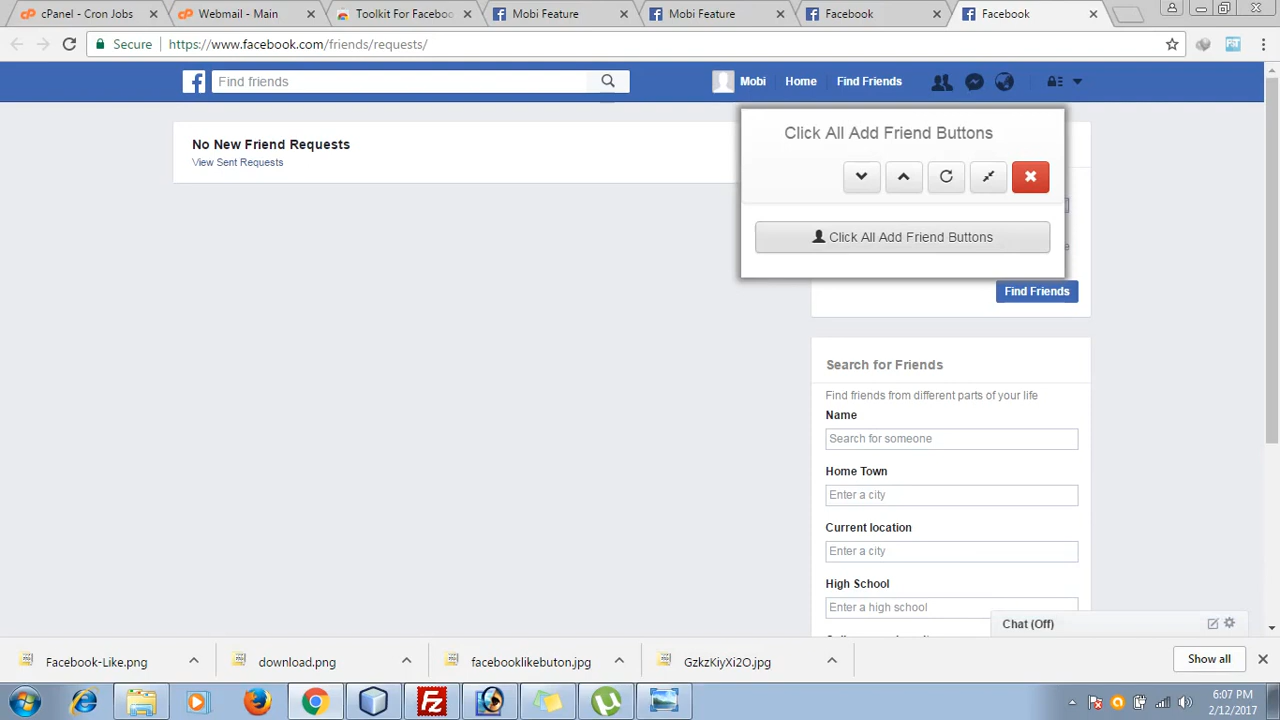 cPanel - Cron Jobs
Webmail - Main
Toolkit For Faceboo
Mobi Feature
Mobi Feature
Facebook
Facebook
Secure
https://www.facebook.com/friends/requests/
Find friends
Mobi
Home
Find Friends
No New Friend Requests
View Sent Requests
Click All Add Friend Buttons
Click All Add Friend Buttons
Find Friends
Search for Friends
Find friends from different parts of your life
Name
Search for someone
Home Town
Enter a city
Current location
Enter a city
High School
Enter a high school
Chat (Off)
Facebook-Like.png
download.png
facebooklikebuton.jpg
GzkzKiyXi2O.jpg
Show all
6:07 PM
2/12/2017